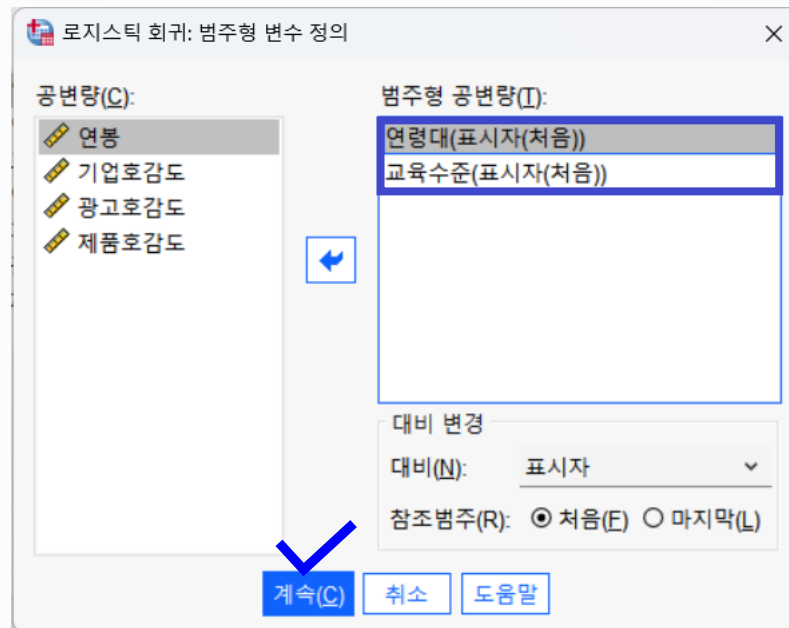 로지스틱 회귀: 범주형 변수 정의
공변량(C):
연봉
기업호감도
광고호감도
제품호감도
범주형 공변량(T):
연령대(표시자(처음))
교육수준(표시자(처음))
대비 변경
대비(N): 표시자
참조범주(R): 처음(F) 마지막(L)
계속(C) 취소 도움말